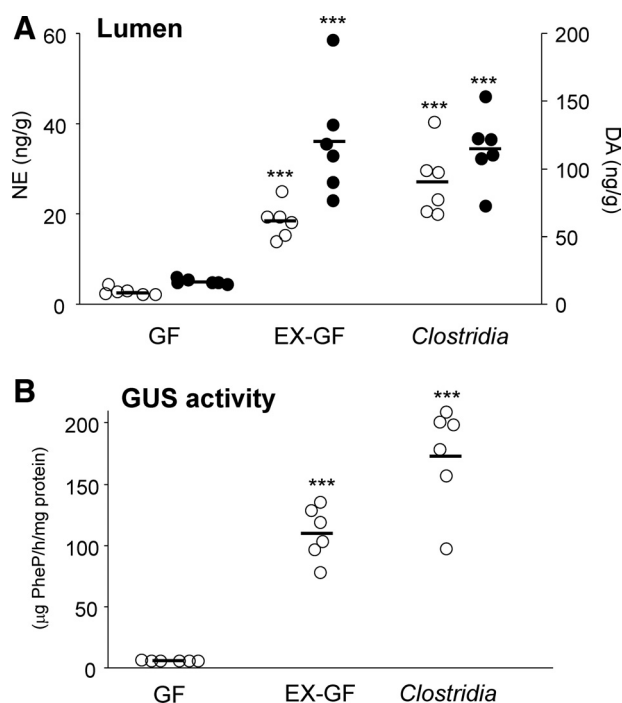 A Lumen
NE (ng/g)
60
40
20
0
***
***
***
***
200
150
100
50
0
DA (ng/g)
GF EX-GF Clostridia
B GUS activity
(µg PheP/h/mg protein)
200
150
100
50
0
***
***
GF EX-GF Clostridia